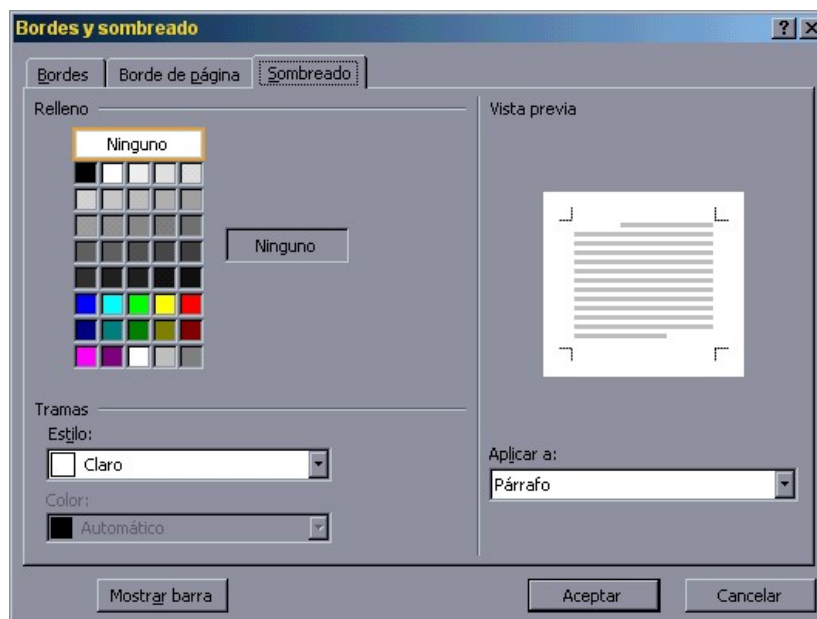 Bordes y sombreado
Bordes
Borde de página
Sombreado
Relleno
Ninguno
Ninguno
Tramas
Estilo:
Claro
Color:
Automático
Vista previa
Aplicar a:
Párrafo
Mostrar barra
Aceptar
Cancelar